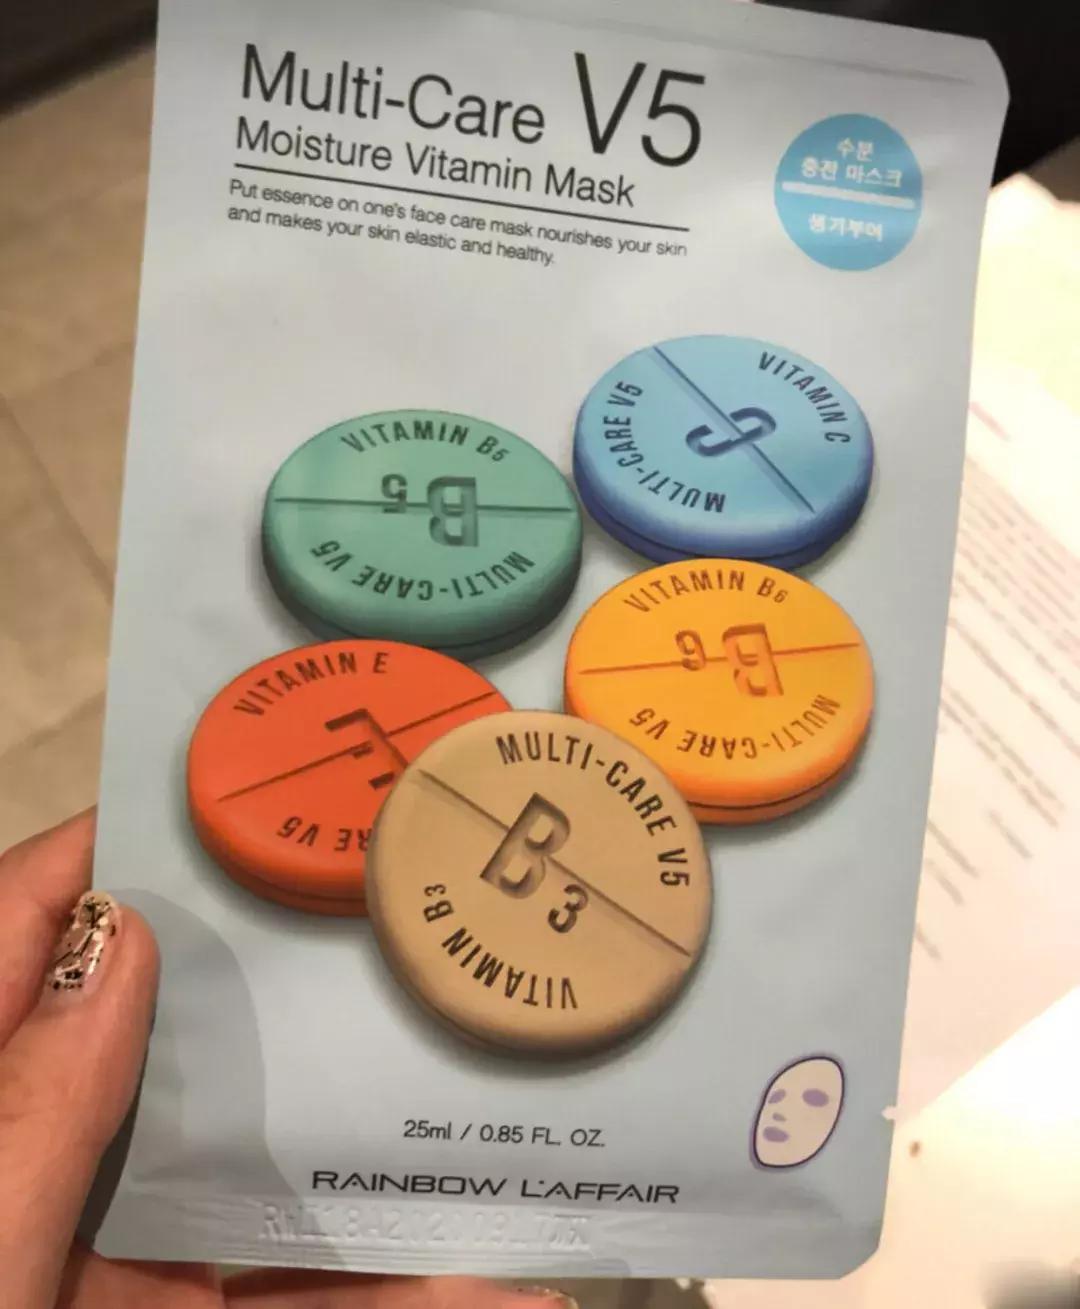 Multi-Care V5
Moisture Vitamin Mask
Put essence on one's face care mask nourishes your skin
and makes your skin elastic and healthy.
수분
충전 마스크
생기부여
VITAMIN C
C
MULTI-CARE V5
VITAMIN B5
B5
MULTI-CARE V5
VITAMIN B6
B6
MULTI-CARE V5
VITAMIN E
E
RE V5
MULTI-CARE V5
B3
VITAMIN B3
25ml / 0.85 FL. OZ.
RAINBOW L'AFFAIR